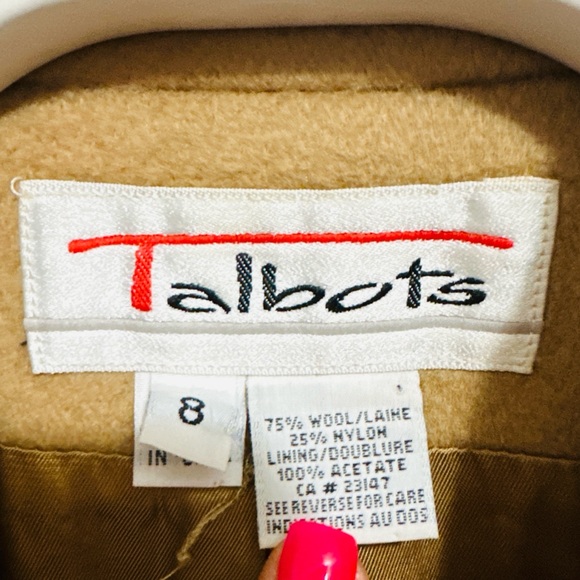 Talbots
8
IN
75% WOOL/LAINE
25% NYLON
LINING/DOUBLURE
100% ACETATE
CA # 23147
SEE REVERSE FOR CARE
INDICATIONS AU DOS